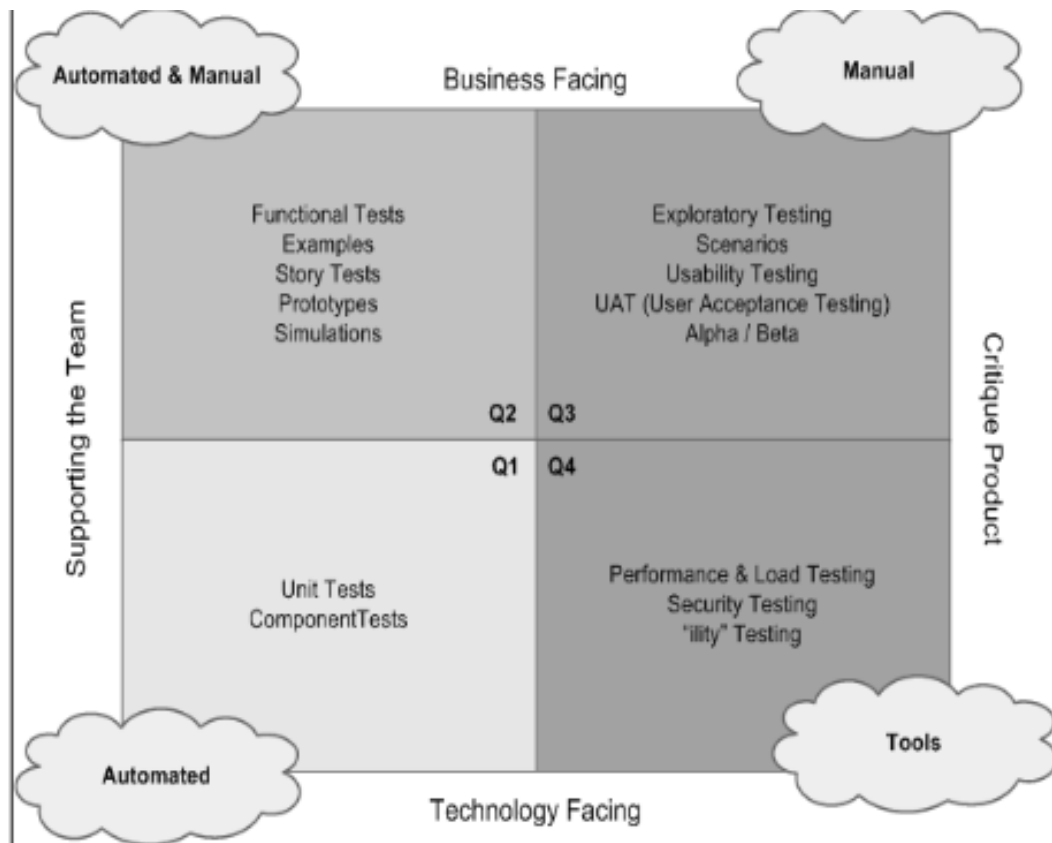 Automated & Manual
Business Facing
Manual
Functional Tests
Examples
Story Tests
Prototypes
Simulations
Exploratory Testing
Scenarios
Usability Testing
UAT (User Acceptance Testing)
Alpha / Beta
Supporting the Team
Critique Product
Q2
Q3
Q1
Q4
Unit Tests
ComponentTests
Performance & Load Testing
Security Testing
"ility" Testing
Automated
Tools
Technology Facing